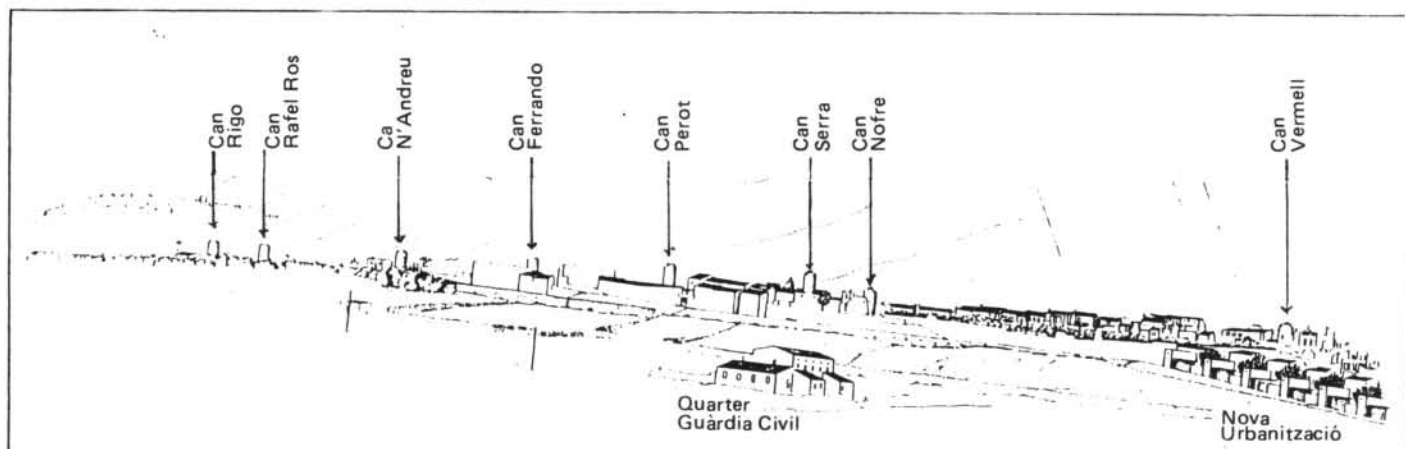 Can
Rigo
Can
Rafel Ros
Ca
N'Andreu
Can
Ferrando
Can
Perot
Can
Serra
Can
Nofre
Can
Vermell
Quarter
Guàrdia Civil
Nova
Urbanització